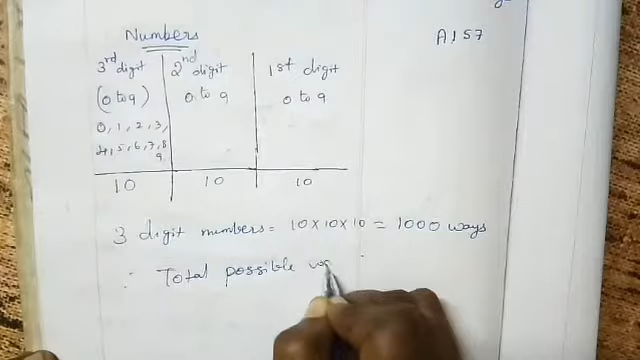 Numbers
A157
3rd digit 2nd digit 1st digit
(0 to 9) 0 to 9 0 to 9
0, 1, 2, 3,
4, 5, 6, 7, 8
9
10 10 10
3 digit numbers = 10 x 10 x 10 = 1000 ways
∴ Total possible